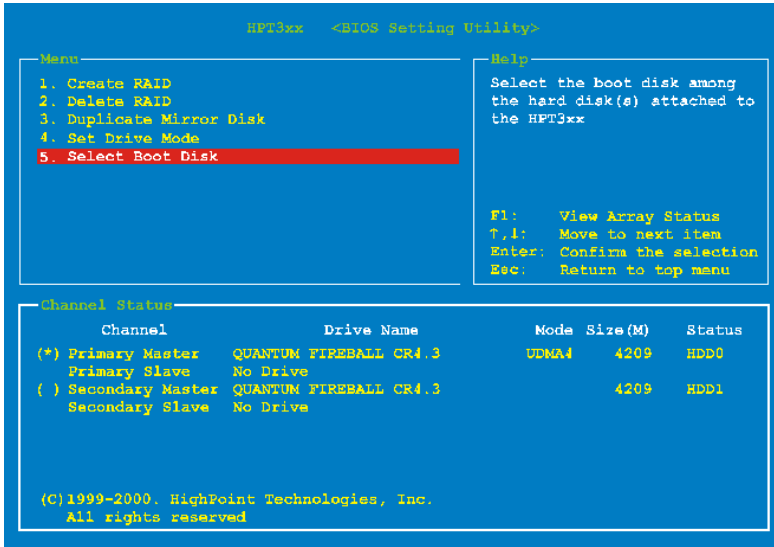 HPT3xx <BIOS Setting Utility>
Menu
1. Create RAID
2. Delete RAID
3. Duplicate Mirror Disk
4. Set Drive Mode
5. Select Boot Disk
Help
Select the boot disk among
the hard disk(s) attached to
the HPT3xx
F1: View Array Status
↑,↓: Move to next item
Enter: Confirm the selection
Esc: Return to top menu
Channel Status
Channel Drive Name Mode Size(M) Status
(*) Primary Master QUANTUM FIREBALL CR4.3 UDMA4 4209 HDD0
Primary Slave No Drive
( ) Secondary Master QUANTUM FIREBALL CR4.3 4209 HDD1
Secondary Slave No Drive
(C)1999-2000. HighPoint Technologies, Inc.
All rights reserved